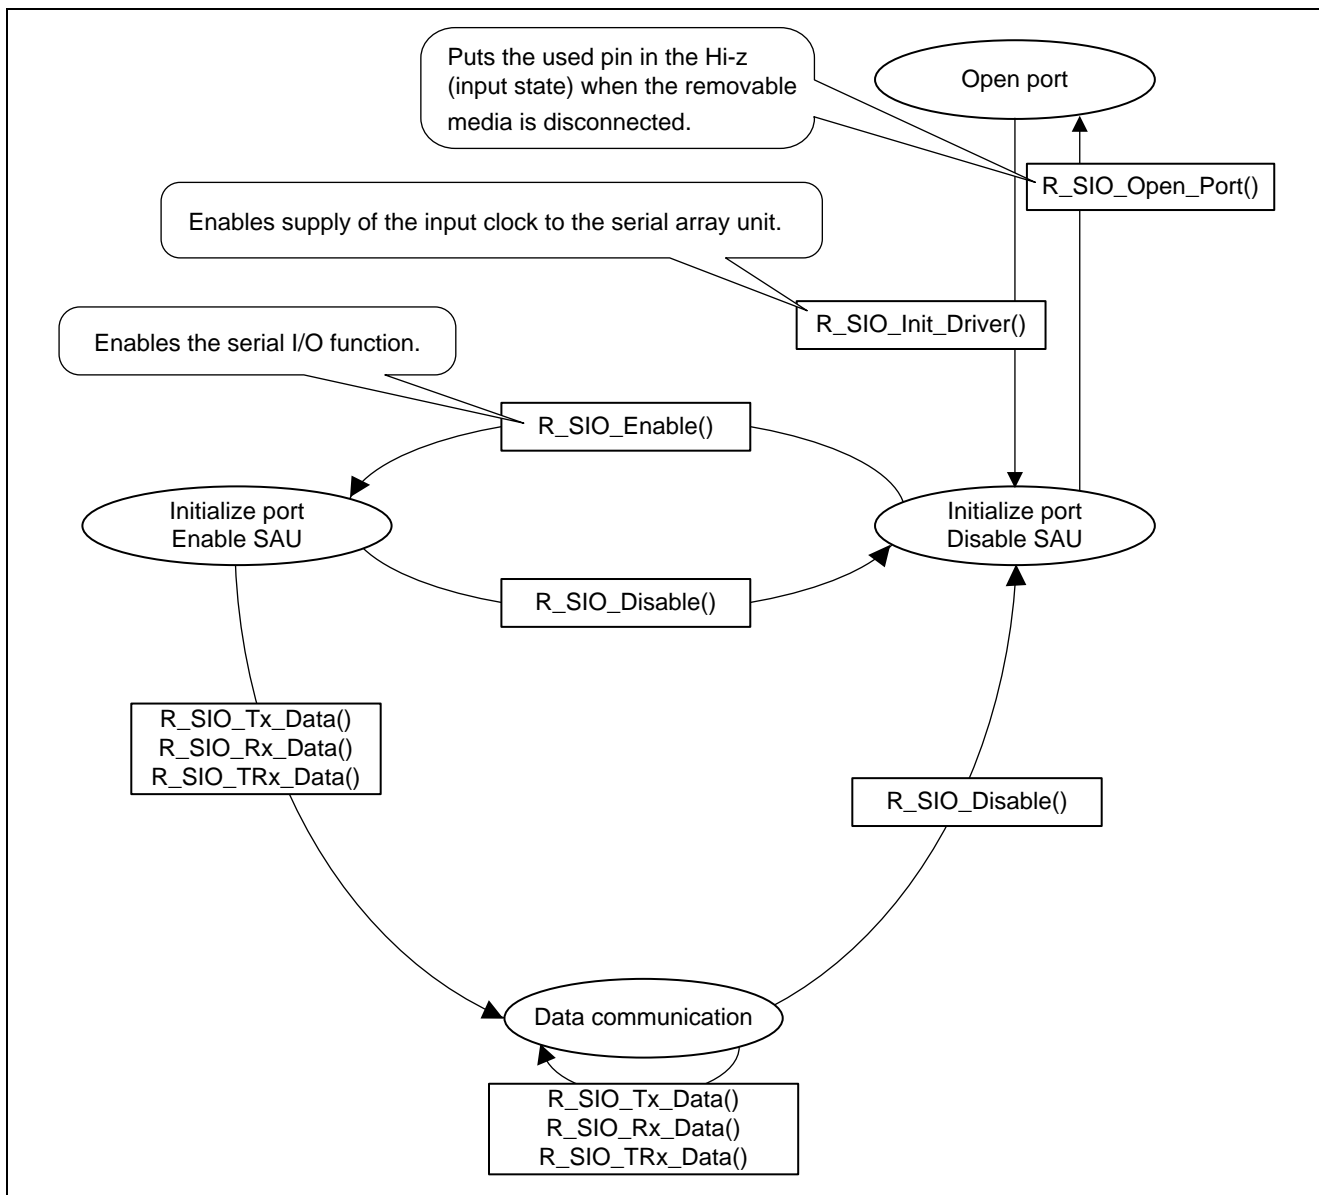 Puts the used pin in the Hi-z
(input state) when the removable
media is disconnected.
Open port
R_SIO_Open_Port()
Enables supply of the input clock to the serial array unit.
R_SIO_Init_Driver()
Enables the serial I/O function.
R_SIO_Enable()
Initialize port
Enable SAU
Initialize port
Disable SAU
R_SIO_Disable()
R_SIO_Tx_Data()
R_SIO_Rx_Data()
R_SIO_TRx_Data()
R_SIO_Disable()
Data communication
R_SIO_Tx_Data()
R_SIO_Rx_Data()
R_SIO_TRx_Data()